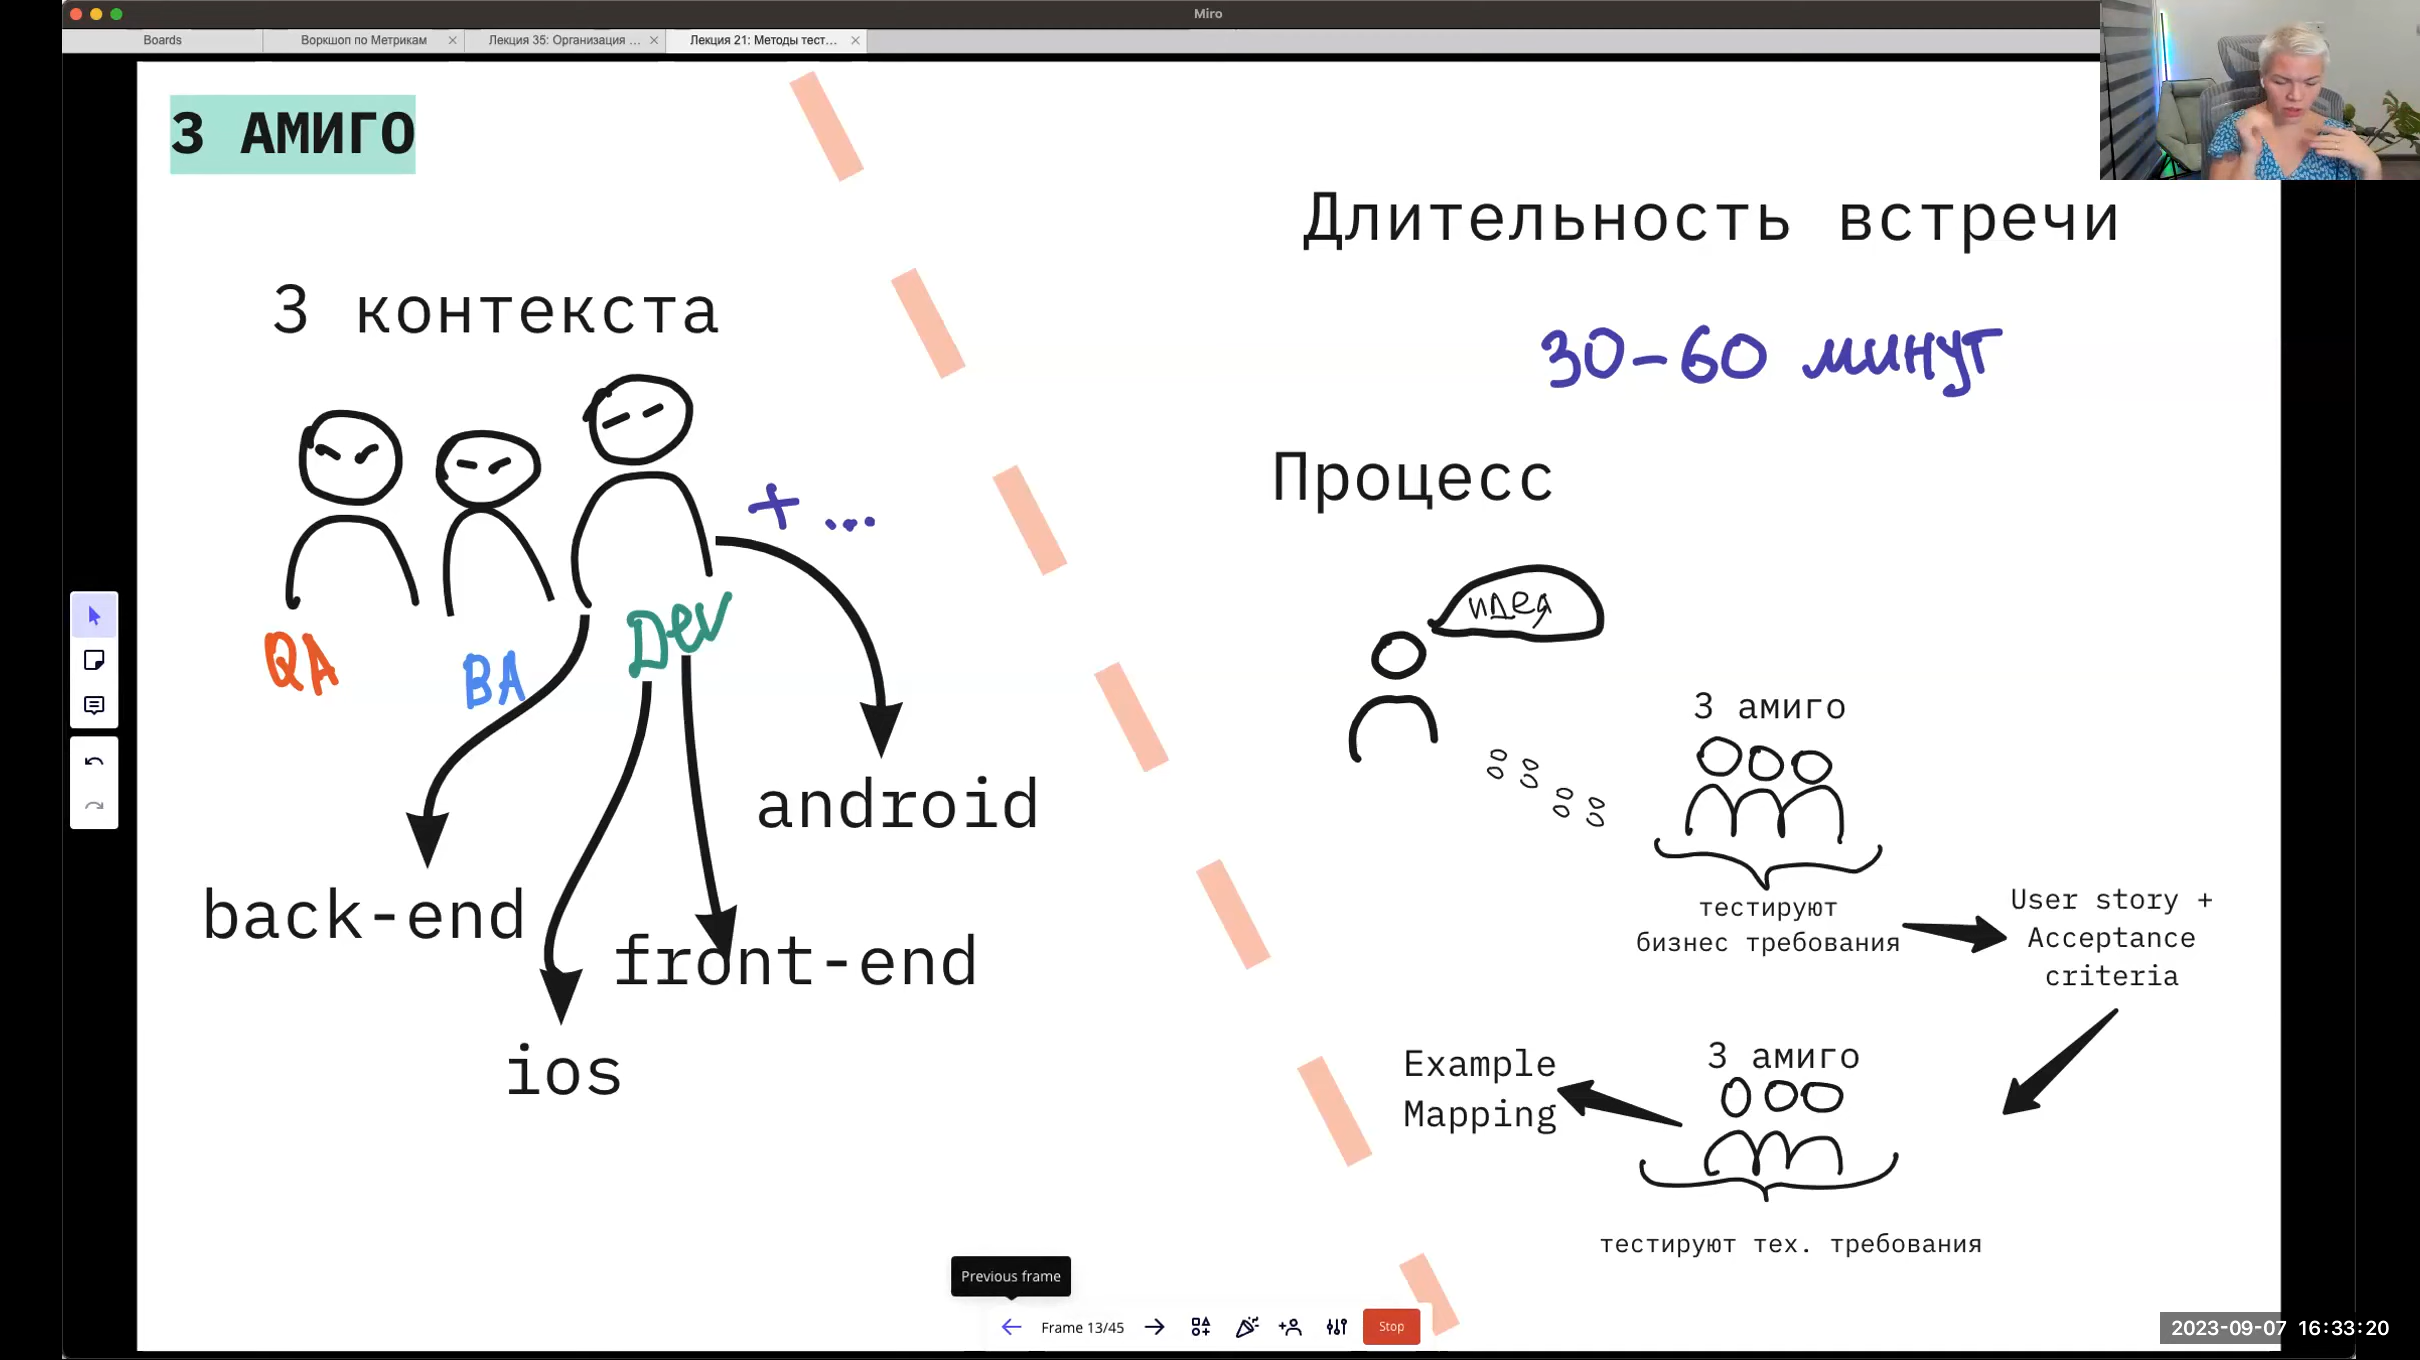 Miro
Boards
Воркшоп по Метрикам
Лекция 35: Организация ...
Лекция 21: Методы тест...
3 АМИГО
3 контекста
+ ...
QA
BA
Dev
back-end
ios
front-end
android
Длительность встречи
30-60 минут
Процесс
идея
3 амиго
тестируют
бизнес требования
User story +
Acceptance
criteria
3 амиго
Example
Mapping
тестируют тех. требования
Previous frame
Frame 13/45
Stop
2023-09-07 16:33:20